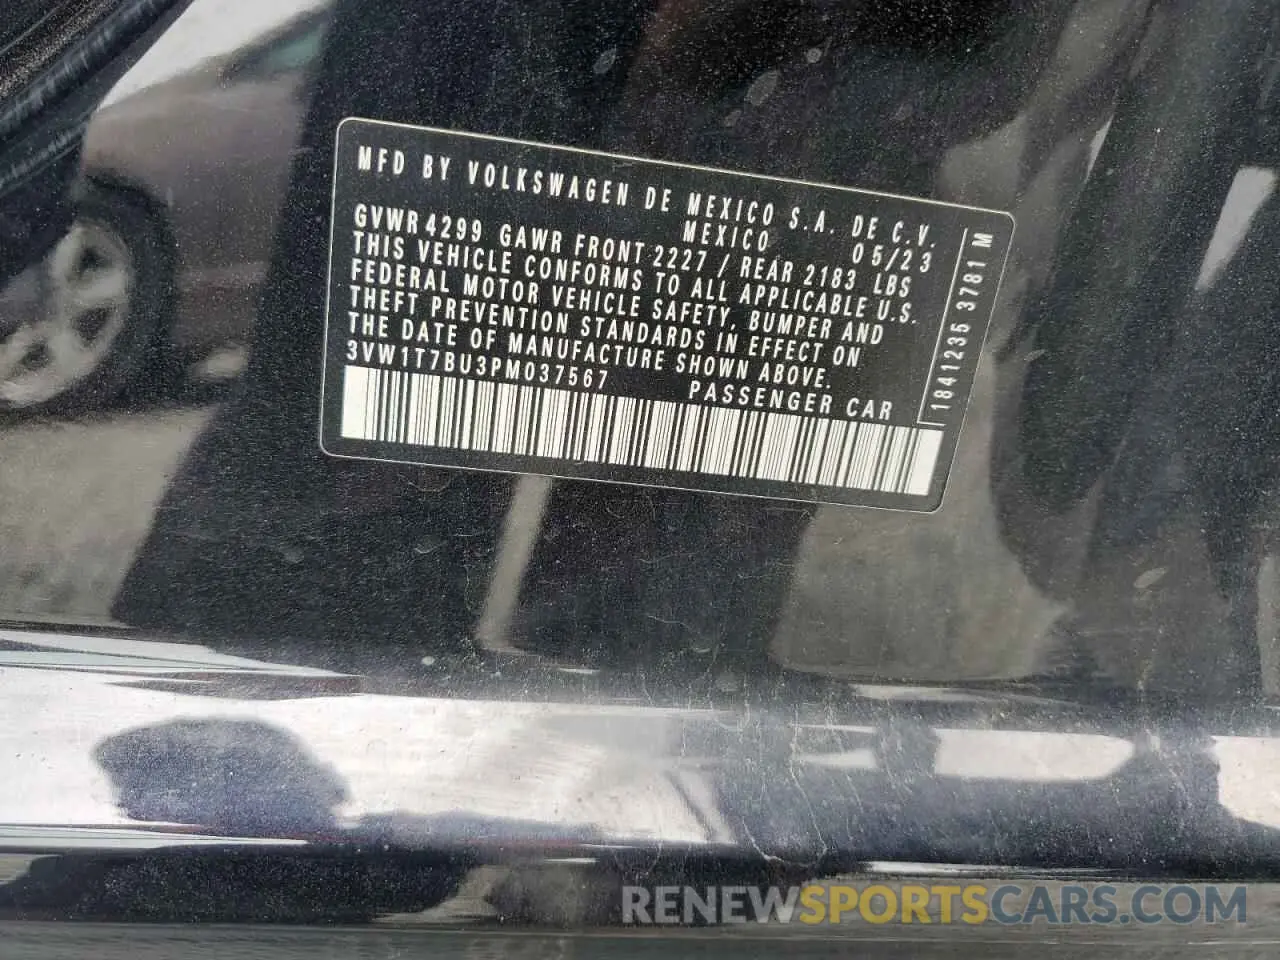 MFD BY VOLKSWAGEN DE MEXICO S.A. DE C.V.
MEXICO 05/23
GVWR 4299 GAWR FRONT 2227 / REAR 2183 LBS
THIS VEHICLE CONFORMS TO ALL APPLICABLE U.S.
FEDERAL MOTOR VEHICLE SAFETY, BUMPER AND
THEFT PREVENTION STANDARDS IN EFFECT ON
THE DATE OF MANUFACTURE SHOWN ABOVE.
3VW1T7BU3PM037567 PASSENGER CAR
1841235 3781 M
RENEWSPORTSCARS.COM